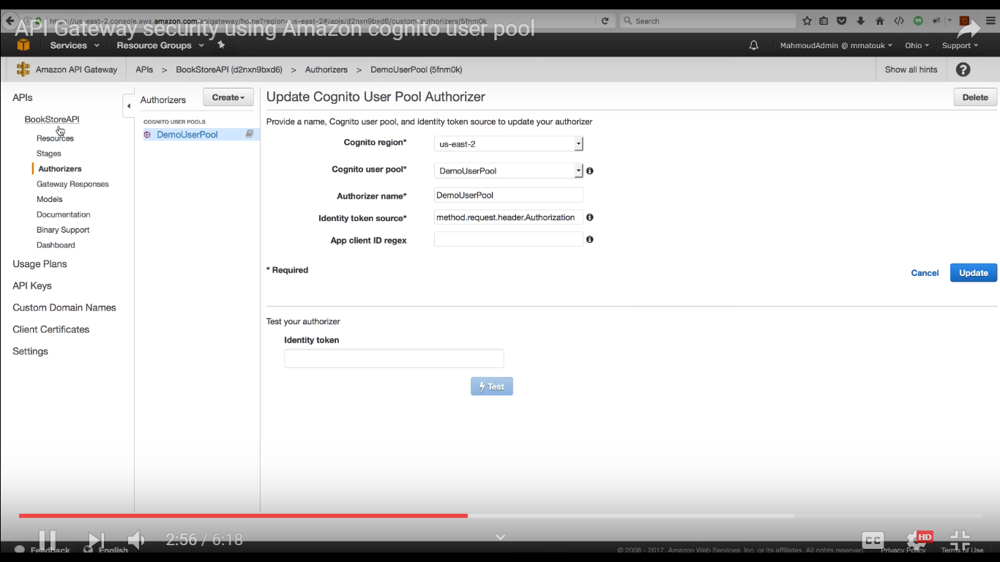 https://us-east-2.console.aws.amazon.com/apigateway/home?region=us-east-2#/apis/d2nxn9bxd6/custom-authorizers/5fnm0k
Search
API Gateway security using Amazon cognito user pool
Services
Resource Groups
MahmoudAdmin @ mmatouk
Ohio
Support
Amazon API Gateway
APIs > BookStoreAPI (d2nxn9bxd6) > Authorizers > DemoUserPool (5fnm0k)
Show all hints
APIs
BookStoreAPI
Resources
Stages
Authorizers
Gateway Responses
Models
Documentation
Binary Support
Dashboard
Usage Plans
API Keys
Custom Domain Names
Client Certificates
Settings
Authorizers
Create
COGNITO USER POOLS
DemoUserPool
Update Cognito User Pool Authorizer
Delete
Provide a name, Cognito user pool, and identity token source to update your authorizer
Cognito region* us-east-2
Cognito user pool* DemoUserPool
Authorizer name* DemoUserPool
Identity token source* method.request.header.Authorization
App client ID regex
* Required
Cancel
Update
Test your authorizer
Identity token
Test
2:56 / 6:18
CC
HD
Feedback
English
© 2008 - 2017, Amazon Web Services, Inc. or its affiliates. All rights reserved.
Privacy Policy
Terms of Use